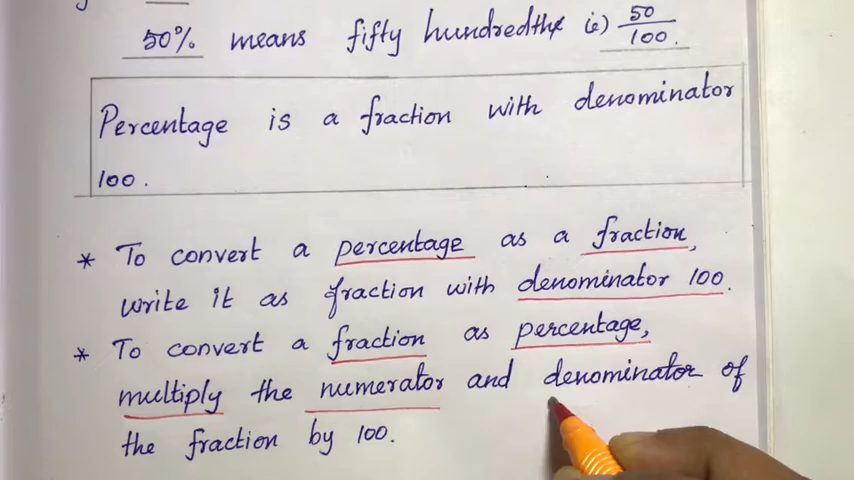 50% means fifty hundredths ie) 50/100.
Percentage is a fraction with denominator
100.
* To convert a percentage as a fraction,
write it as fraction with denominator 100.
* To convert a fraction as percentage,
multiply the numerator and denominator of
the fraction by 100.